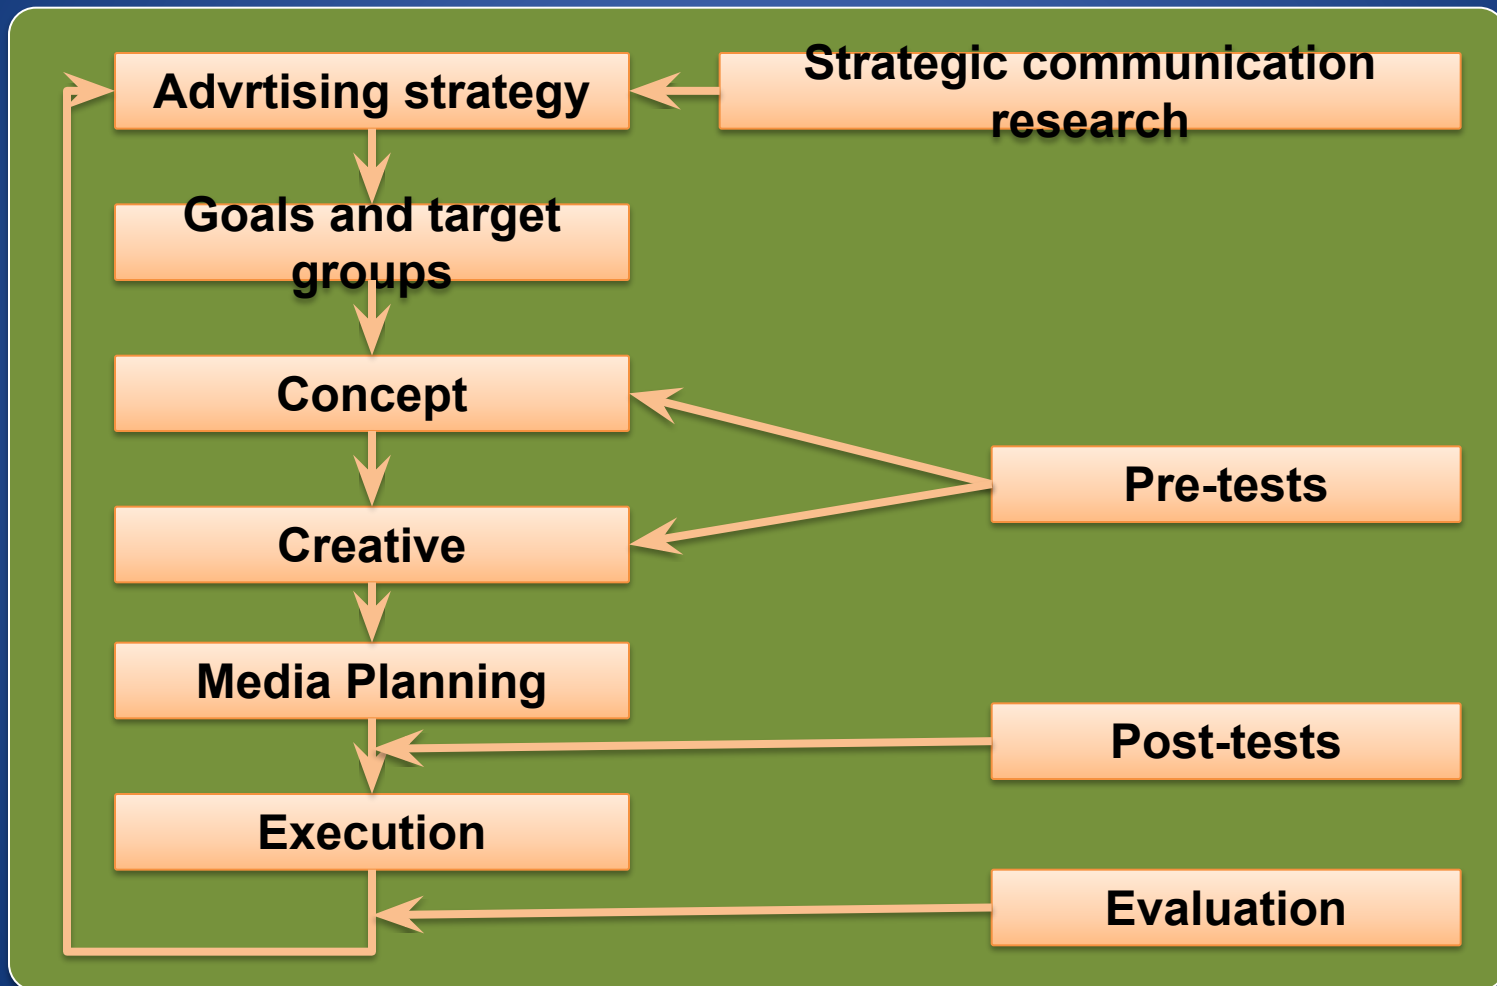 Advrtising strategy
Strategic communication
research
Goals and target
groups
Concept
Pre-tests
Creative
Media Planning
Post-tests
Execution
Evaluation